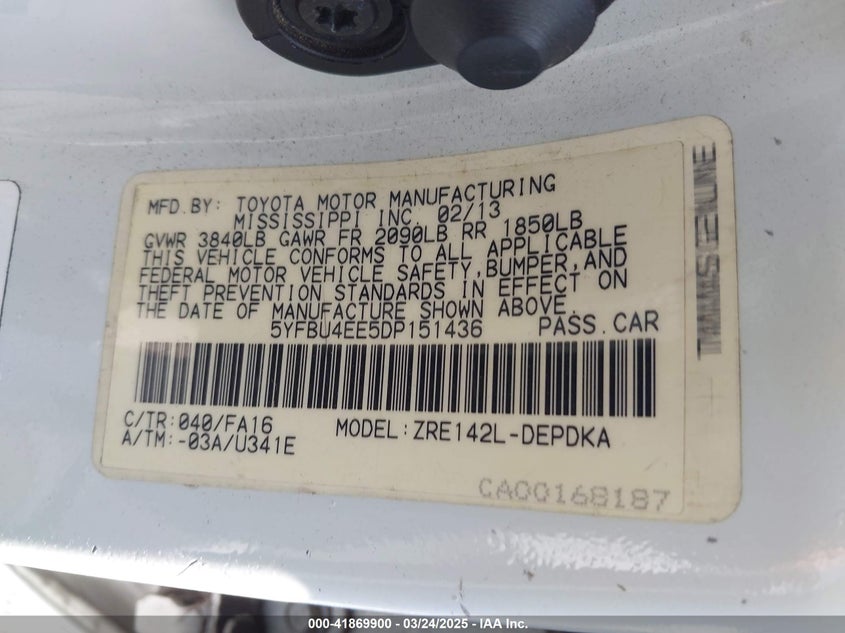 MFD.BY: TOYOTA MOTOR MANUFACTURING
MISSISSIPPI INC. 02/13
GVWR 3840LB GAWR FR 2090LB RR 1850LB
THIS VEHICLE CONFORMS TO ALL APPLICABLE
FEDERAL MOTOR VEHICLE SAFETY,BUMPER,AND
THEFT PREVENTION STANDARDS IN EFFECT ON
THE DATE OF MANUFACTURE SHOWN ABOVE.
5YFBU4EE5DP151436 PASS.CAR
C/TR:040/FA16
A/TM:-03A/U341E MODEL:ZRE142L-DEPDKA
CA00168187
000-41869900 - 03/24/2025 - IAA Inc.